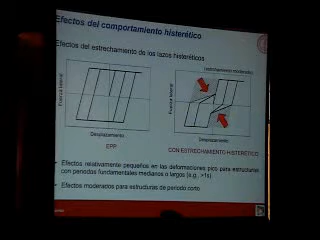 Efectos del comportamiento histerético
Efectos del estrechamiento de los lazos histeréticos
Estrechamiento moderado
Fuerza lateral
Fuerza lateral
Desplazamiento
Desplazamiento
EPP
CON ESTRECHAMIENTO HISTERÉTICO
• Efectos relativamente pequeños en las deformaciones pico para estructuras
con periodos fundamentales medianos o largos (e.g., >1s)
• Efectos moderados para estructuras de periodo corto